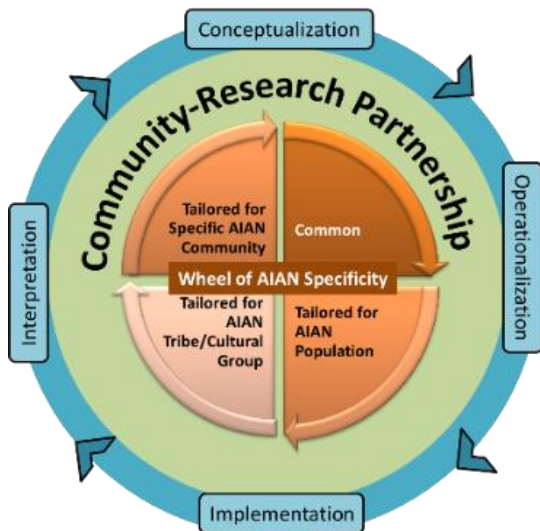 Conceptualization
Community-Research Partnership
Operationalization
Interpretation
Tailored for
Specific AIAN
Community
Common
Wheel of AIAN Specificity
Tailored for
AIAN
Tribe/Cultural
Group
Tailored for
AIAN
Population
Implementation